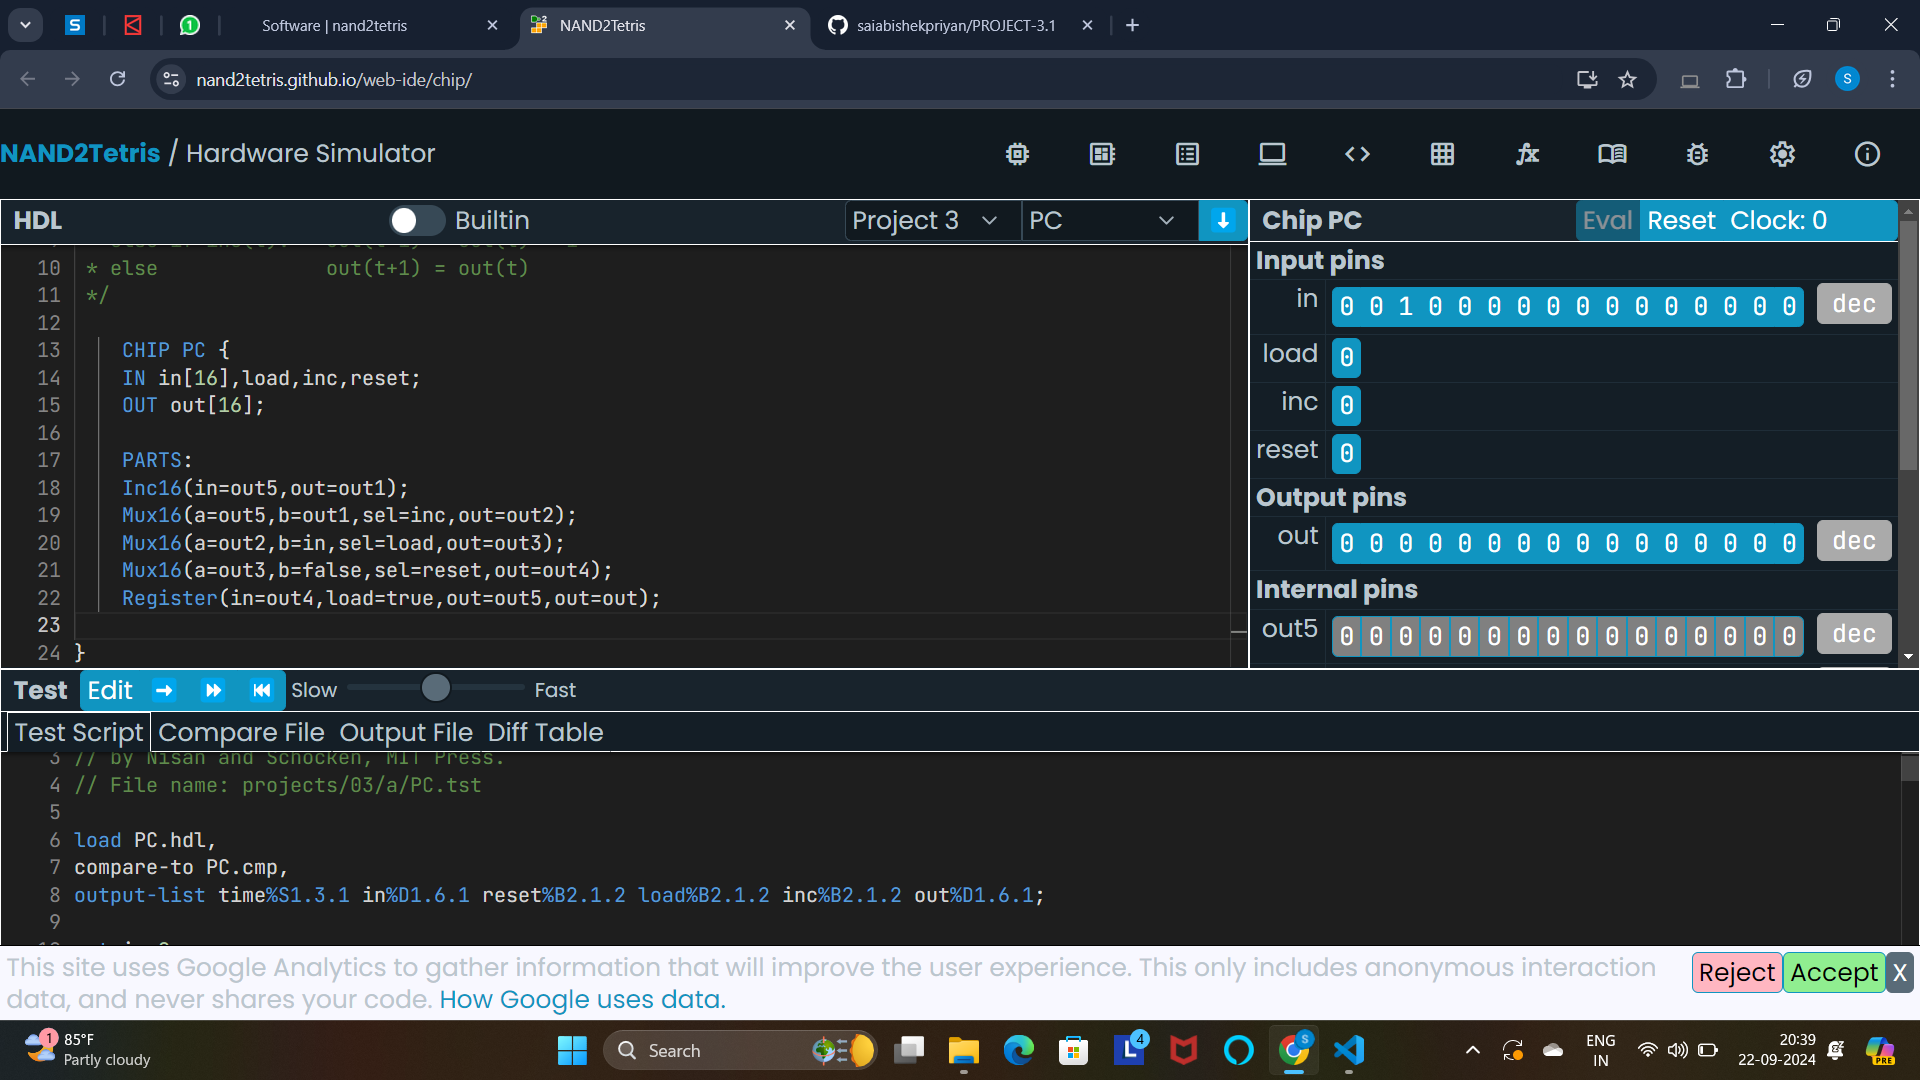 Software | nand2tetris
NAND2Tetris
saiabishekpriyan/PROJECT-3.1
nand2tetris.github.io/web-ide/chip/
S
NAND2Tetris / Hardware Simulator
HDL
Builtin
Project 3
PC
10 * else out(t+1) = out(t)
11 */
12
13 CHIP PC {
14 IN in[16],load,inc,reset;
15 OUT out[16];
16
17 PARTS:
18 Inc16(in=out5,out=out1);
19 Mux16(a=out5,b=out1,sel=inc,out=out2);
20 Mux16(a=out2,b=in,sel=load,out=out3);
21 Mux16(a=out3,b=false,sel=reset,out=out4);
22 Register(in=out4,load=true,out=out5,out=out);
23
24 }
Chip PC Eval Reset Clock: 0
Input pins
in 0 0 1 0 0 0 0 0 0 0 0 0 0 0 0 0 dec
load 0
inc 0
reset 0
Output pins
out 0 0 0 0 0 0 0 0 0 0 0 0 0 0 0 0 dec
Internal pins
out5 0 0 0 0 0 0 0 0 0 0 0 0 0 0 0 0 dec
Test Edit Slow Fast
Test Script Compare File Output File Diff Table
3 // by Nisan and Schocken, MIT Press.
4 // File name: projects/03/a/PC.tst
5
6 load PC.hdl,
7 compare-to PC.cmp,
8 output-list time%S1.3.1 in%D1.6.1 reset%B2.1.2 load%B2.1.2 inc%B2.1.2 out%D1.6.1;
9
This site uses Google Analytics to gather information that will improve the user experience. This only includes anonymous interaction
data, and never shares your code. How Google uses data.
Reject Accept X
1
85°F
Partly cloudy
Search
L 4
S
ENG
IN
20:39
22-09-2024
PRE